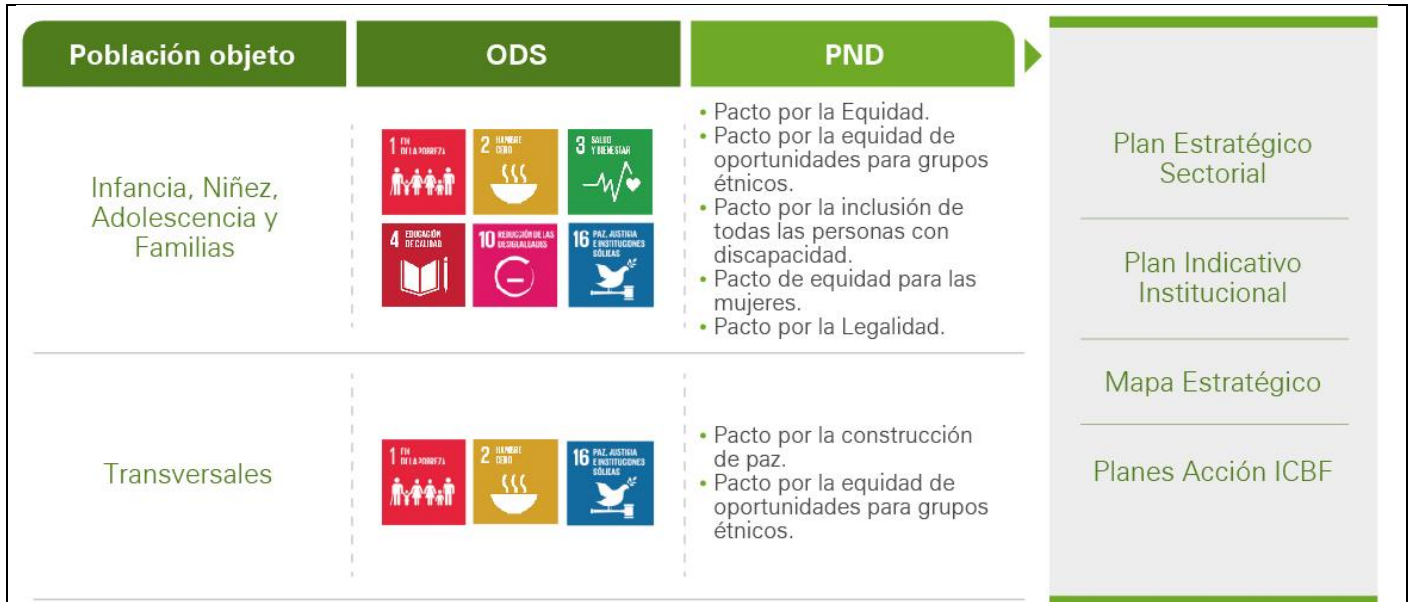 Población objeto
ODS
PND
Infancia, Niñez,
Adolescencia y
Familias
1 FIN
DE LA POBREZA
2 HAMBRE
CERO
3 SALUD
Y BIENESTAR
4 EDUCACIÓN
DE CALIDAD
10 REDUCCIÓN DE LAS
DESIGUALDADES
16 PAZ, JUSTICIA
E INSTITUCIONES
SÓLIDAS
• Pacto por la Equidad.
• Pacto por la equidad de
oportunidades para grupos
étnicos.
• Pacto por la inclusión de
todas las personas con
discapacidad.
• Pacto de equidad para las
mujeres.
• Pacto por la Legalidad.
Transversales
1 FIN
DE LA POBREZA
2 HAMBRE
CERO
16 PAZ, JUSTICIA
E INSTITUCIONES
SÓLIDAS
• Pacto por la construcción
de paz.
• Pacto por la equidad de
oportunidades para grupos
étnicos.
Plan Estratégico
Sectorial
Plan Indicativo
Institucional
Mapa Estratégico
Planes Acción ICBF